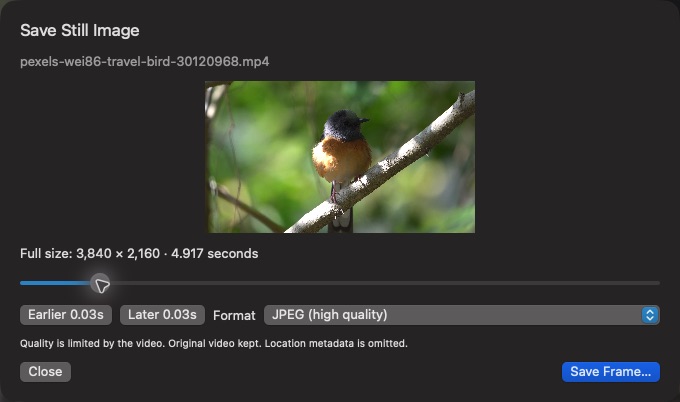 Save Still Image
pexels-wei86-travel-bird-30120968.mp4
Full size: 3,840 × 2,160 · 4.917 seconds
Earlier 0.03s Later 0.03s Format JPEG (high quality)
Quality is limited by the video. Original video kept. Location metadata is omitted.
Close Save Frame...